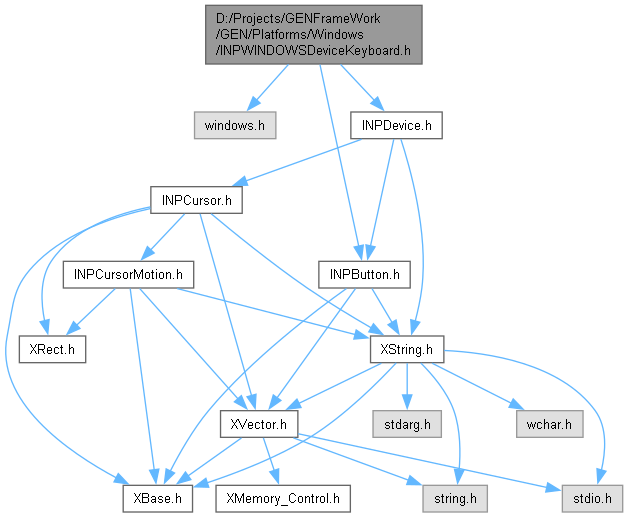 D:/Projects/GENFrameWork
/GEN/Platforms/Windows
/INPWINDOWSDeviceKeyboard.h
windows.h
INPDevice.h
INPCursor.h
INPCursorMotion.h
INPButton.h
XRect.h
XString.h
XVector.h
stdarg.h
wchar.h
XBase.h
XMemory_Control.h
string.h
stdio.h